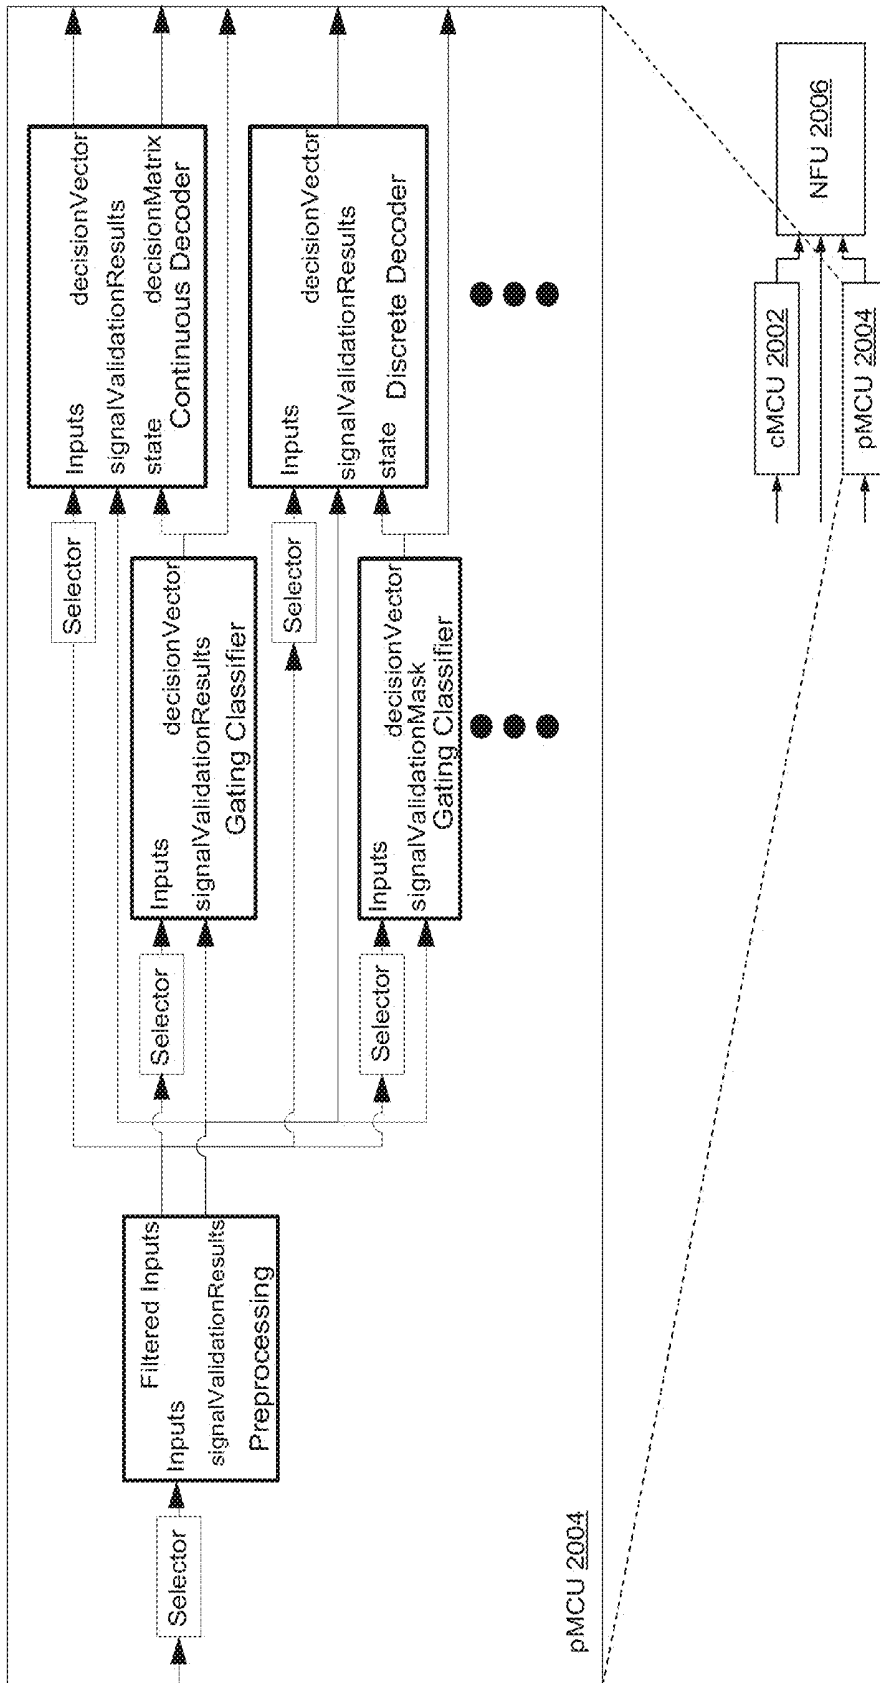 Selector
Filtered Inputs
Inputs
signalValidationResults
Preprocessing
Selector
Inputs
decisionVector
signalValidationResults
Gating Classifier
Selector
Inputs
decisionVector
signalValidationMask
Gating Classifier
Selector
Inputs
decisionVector
signalValidationResults
state
decisionMatrix
Continuous Decoder
Selector
Inputs
decisionVector
signalValidationResults
state
Discrete Decoder
pMCU 2004
cMCU 2002
pMCU 2004
NFU 2006